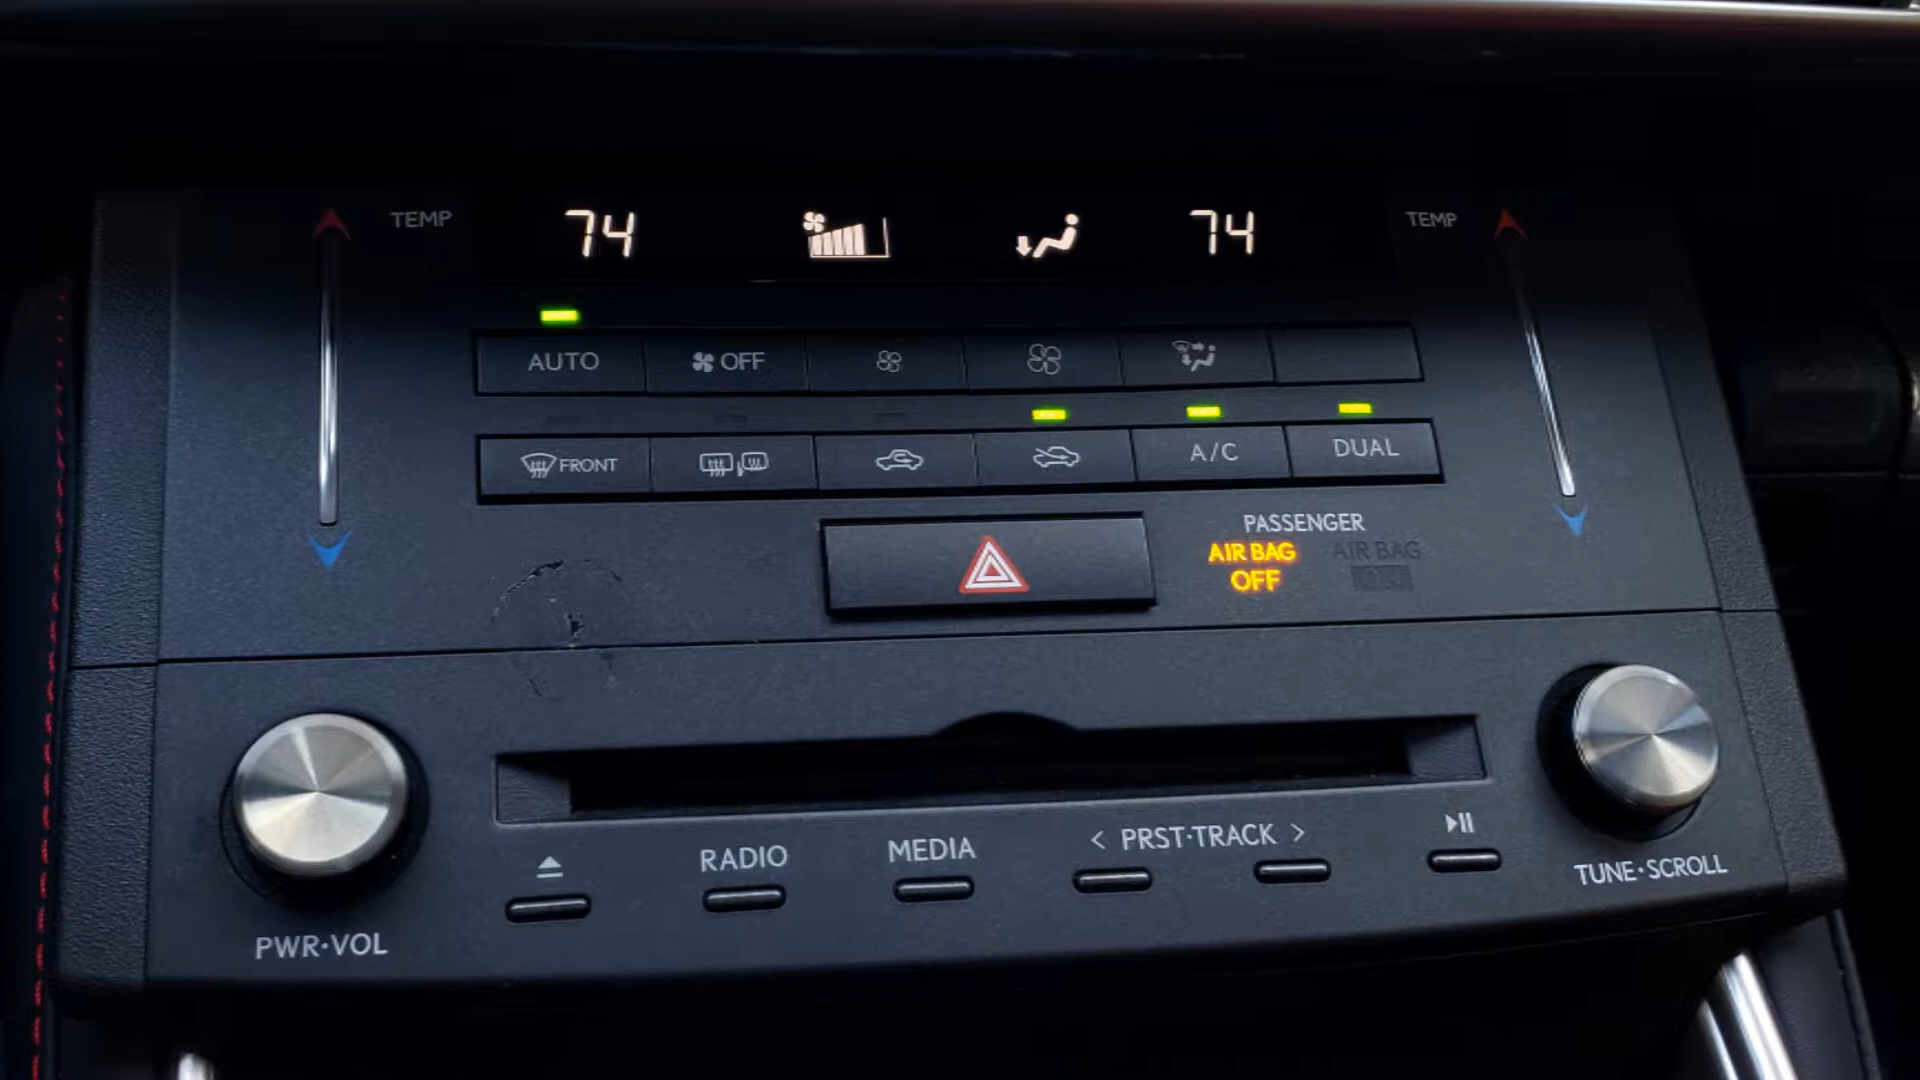 TEMP 74 74 TEMP
AUTO OFF
FRONT A/C DUAL
PASSENGER
AIR BAG AIR BAG
OFF ON
RADIO MEDIA < PRST·TRACK >
TUNE·SCROLL
PWR·VOL